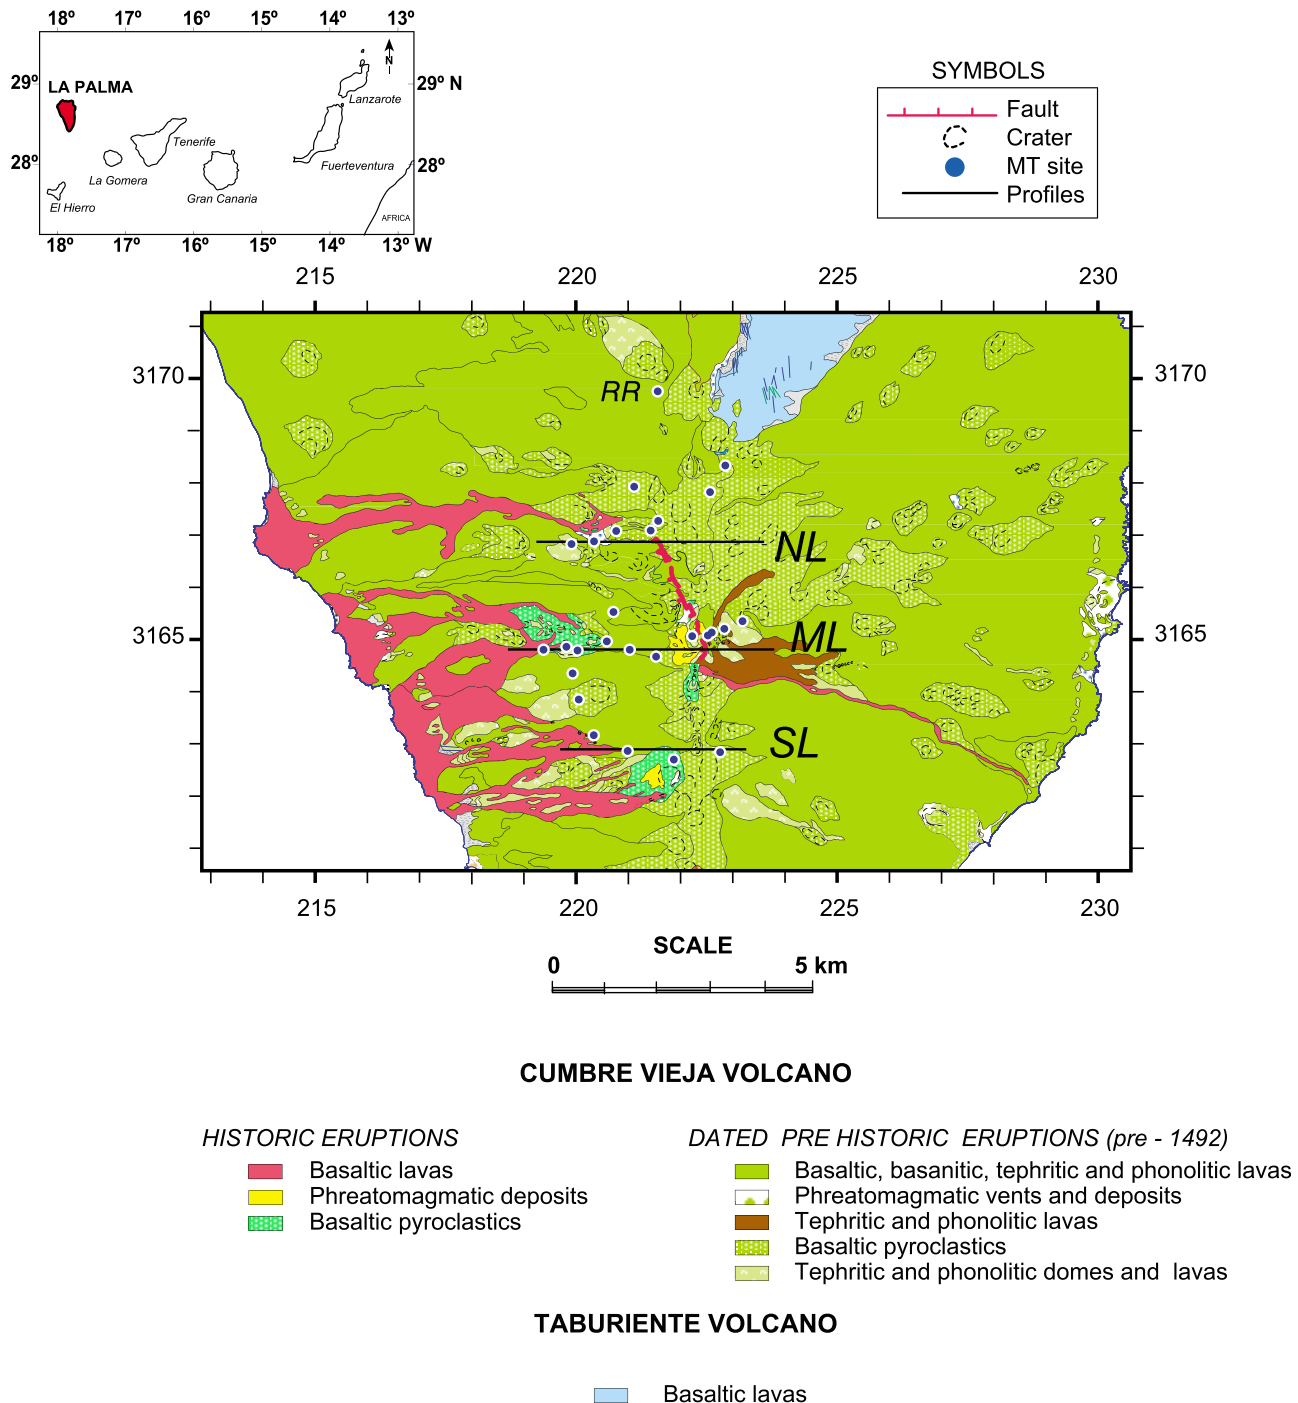 18º 17º 16º 15º 14º 13º
N
29º
29º N
LA PALMA
Lanzarote
Tenerife
28º
Fuerteventura
28º
La Gomera
Gran Canaria
El Hierro
AFRICA
18º 17º 16º 15º 14º 13º W
SYMBOLS
Fault
Crater
MT site
Profiles
215 220 225 230
3170
3170
RR
NL
3165
ML
3165
SL
215 220 225 230
SCALE
0 5 km
CUMBRE VIEJA VOLCANO
HISTORIC ERUPTIONS
Basaltic lavas
Phreatomagmatic deposits
Basaltic pyroclastics
DATED PRE HISTORIC ERUPTIONS (pre - 1492)
Basaltic, basanitic, tephritic and phonolitic lavas
Phreatomagmatic vents and deposits
Tephritic and phonolitic lavas
Basaltic pyroclastics
Tephritic and phonolitic domes and lavas
TABURIENTE VOLCANO
Basaltic lavas